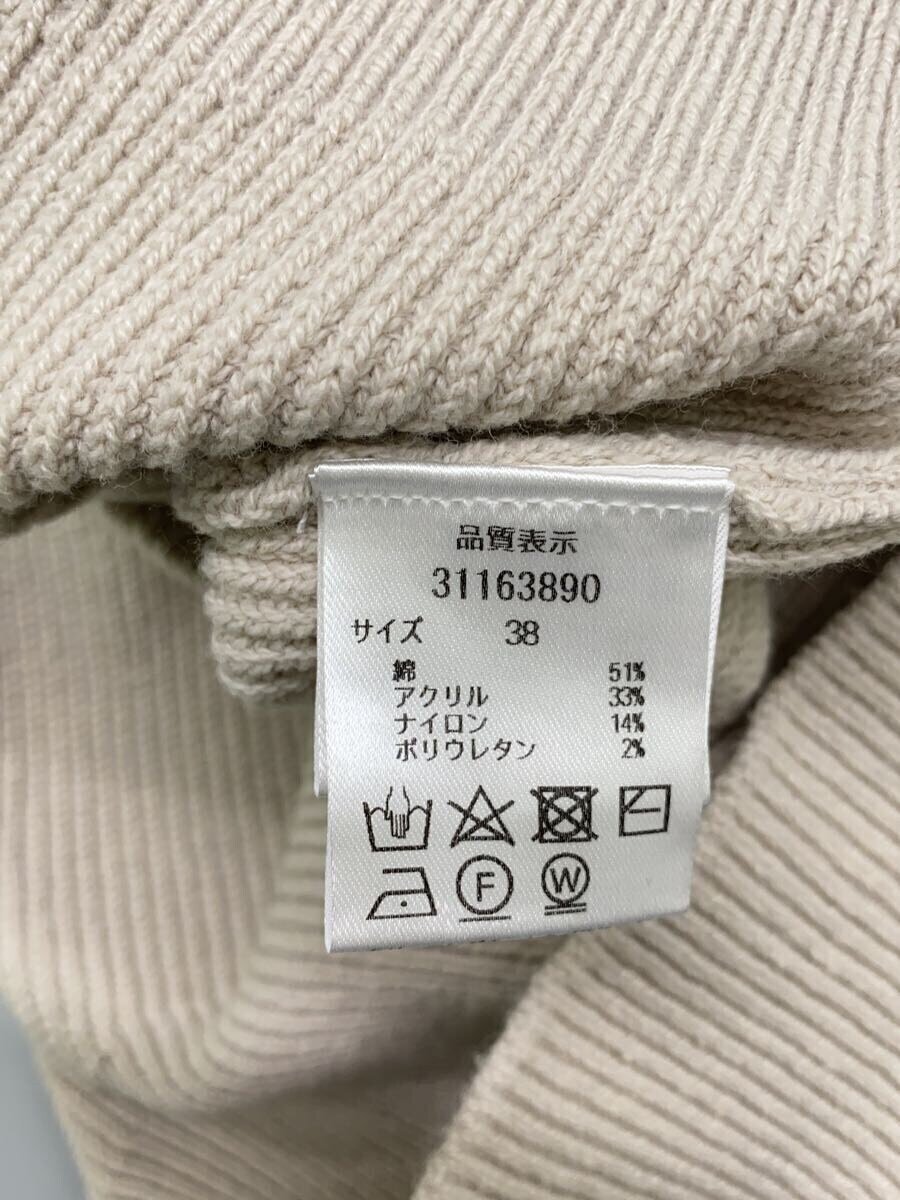 品質表示
31163890
サイズ 38
綿 51%
アクリル 33%
ナイロン 14%
ポリウレタン 2%
F W